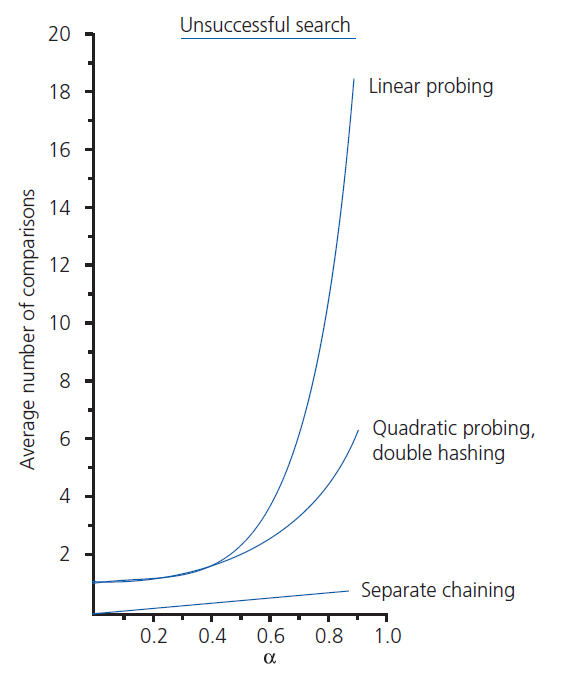 Unsuccessful search
20
18
16
14
12
10
8
6
4
2
Average number of comparisons
Linear probing
Quadratic probing,
double hashing
Separate chaining
0.2 0.4 0.6 0.8 1.0
α